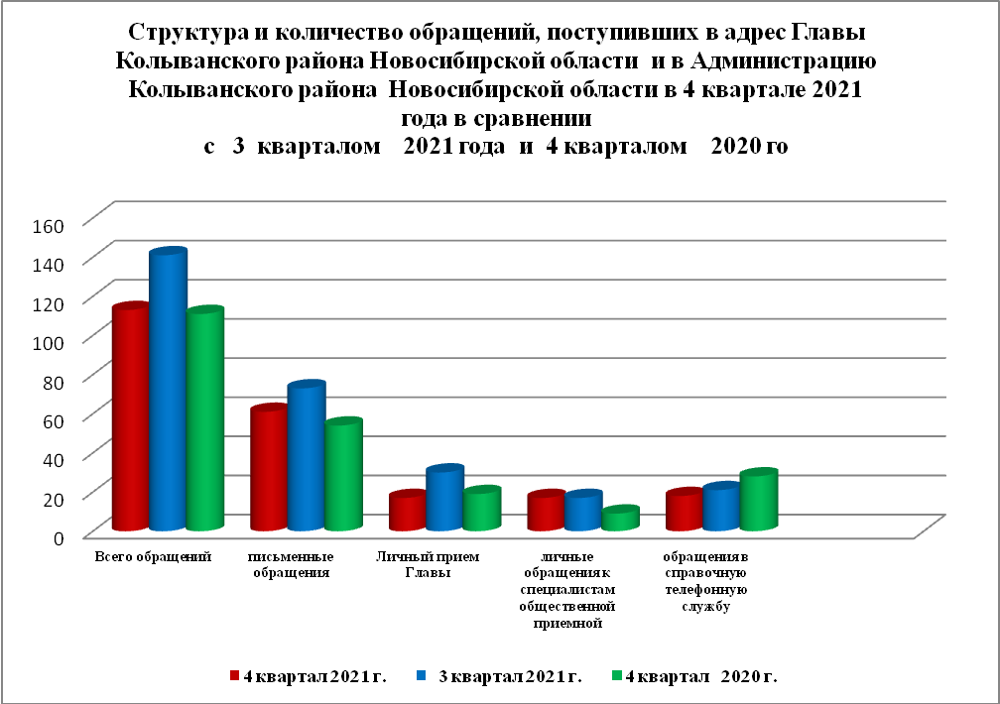 Структура и количество обращений, поступивших в адрес Главы
Колыванского района Новосибирской области и в Администрацию
Колыванского района Новосибирской области в 4 квартале 2021
года в сравнении
с 3 кварталом 2021 года и 4 кварталом 2020 го
160
140
120
100
80
60
40
20
0
Всего обращений
письменные
обращения
Личный прием
Главы
личные
обращения к
специалистам
общественной
приемной
обращения в
справочную
телефонную
службу
4 квартал 2021 г.
3 квартал 2021 г.
4 квартал 2020 г.